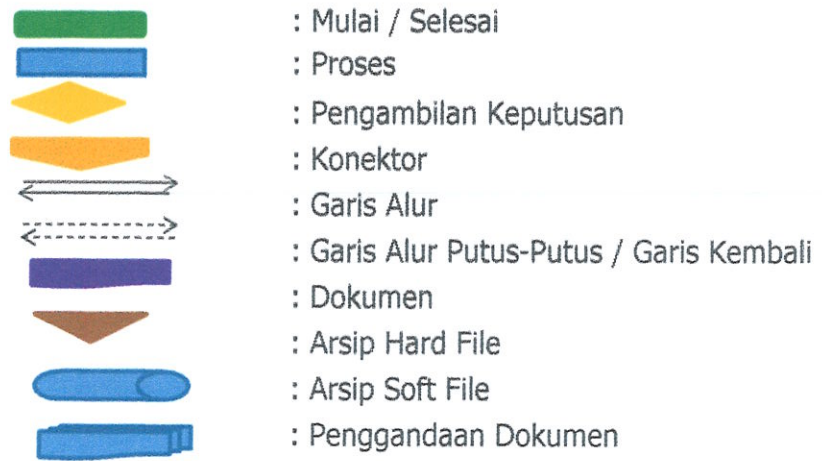 : Mulai / Selesai
: Proses
: Pengambilan Keputusan
: Konektor
: Garis Alur
: Garis Alur Putus-Putus / Garis Kembali
: Dokumen
: Arsip Hard File
: Arsip Soft File
: Penggandaan Dokumen